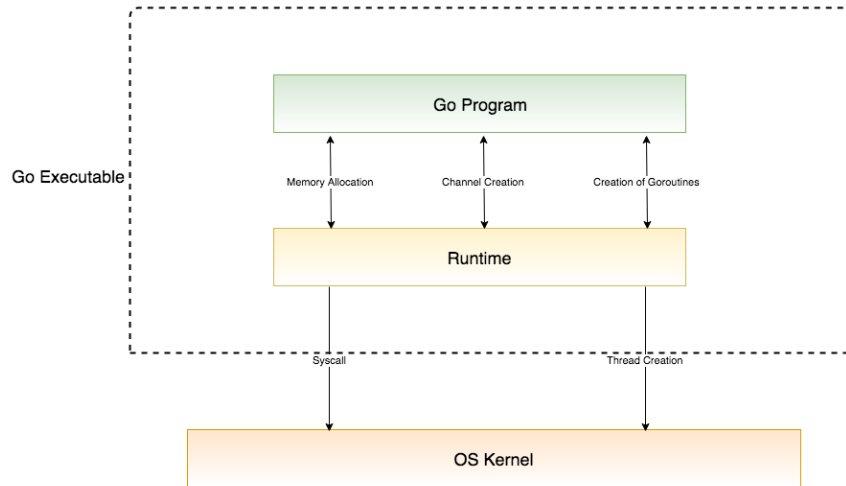 Go Program
Go Executable
Memory Allocation
Channel Creation
Creation of Goroutines
Runtime
Syscall
Thread Creation
OS Kernel